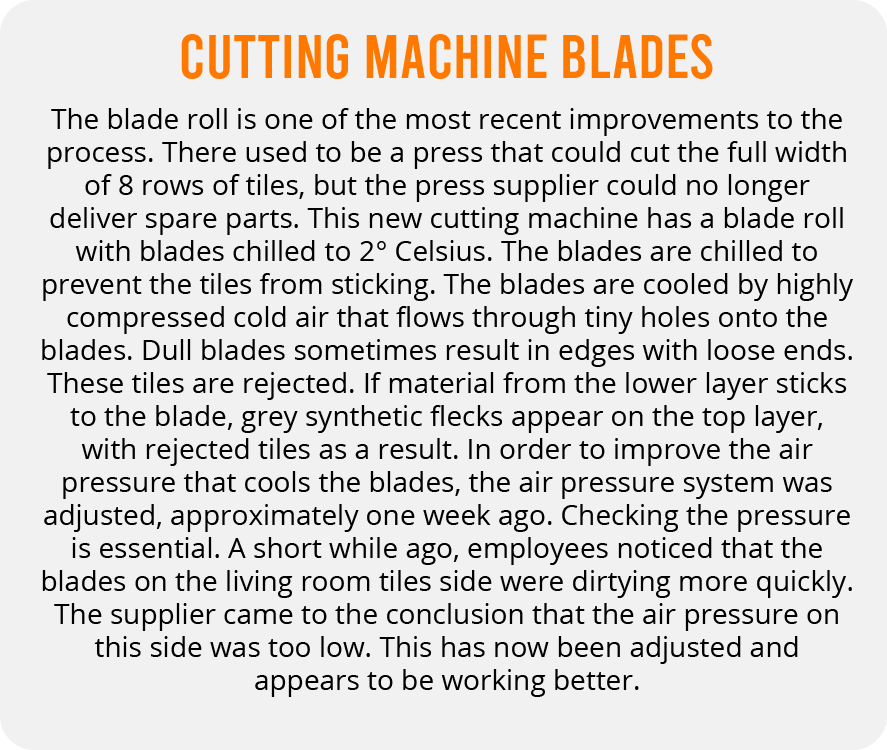 CUTTING MACHINE BLADES
The blade roll is one of the most recent improvements to the
process. There used to be a press that could cut the full width
of 8 rows of tiles, but the press supplier could no longer
deliver spare parts. This new cutting machine has a blade roll
with blades chilled to 2° Celsius. The blades are chilled to
prevent the tiles from sticking. The blades are cooled by highly
compressed cold air that flows through tiny holes onto the
blades. Dull blades sometimes result in edges with loose ends.
These tiles are rejected. If material from the lower layer sticks
to the blade, grey synthetic flecks appear on the top layer,
with rejected tiles as a result. In order to improve the air
pressure that cools the blades, the air pressure system was
adjusted, approximately one week ago. Checking the pressure
is essential. A short while ago, employees noticed that the
blades on the living room tiles side were dirtying more quickly.
The supplier came to the conclusion that the air pressure on
this side was too low. This has now been adjusted and
appears to be working better.